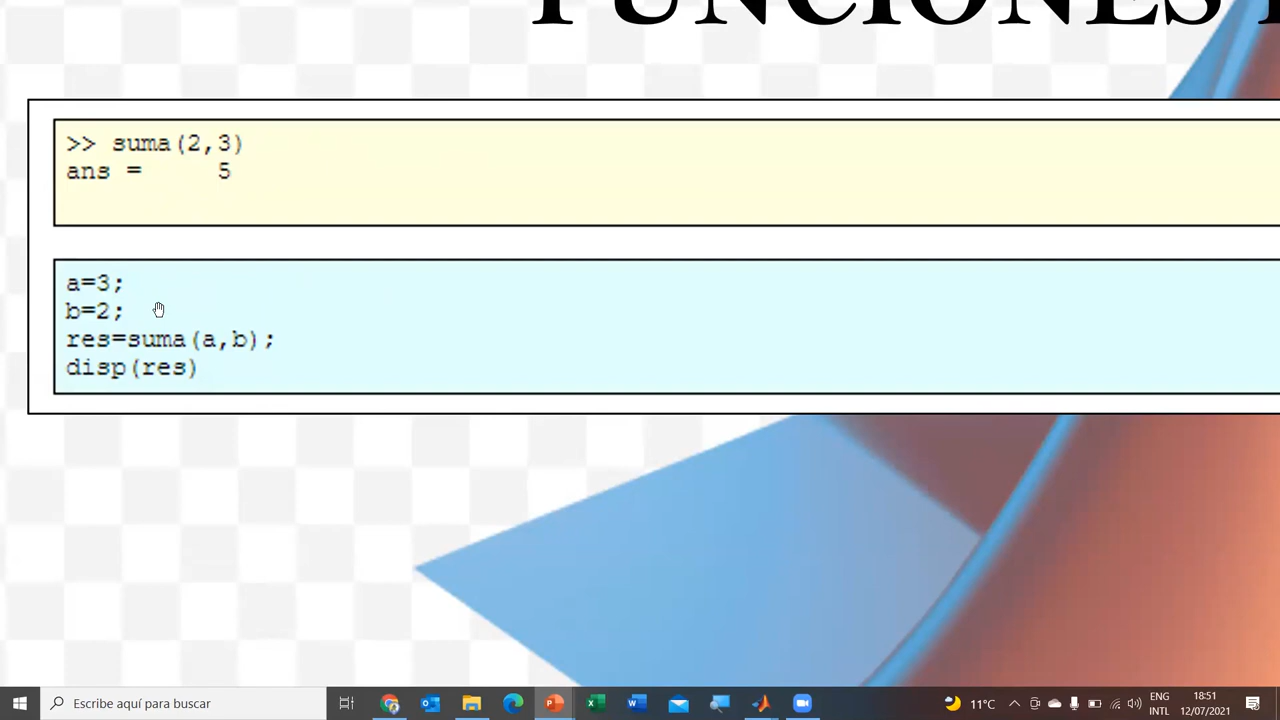 FUNCIONES
>> suma(2,3)
ans =     5
a=3;
b=2;
res=suma(a,b);
disp(res)
Escribe aquí para buscar
11°C
ENG
INTL
18:51
12/07/2021